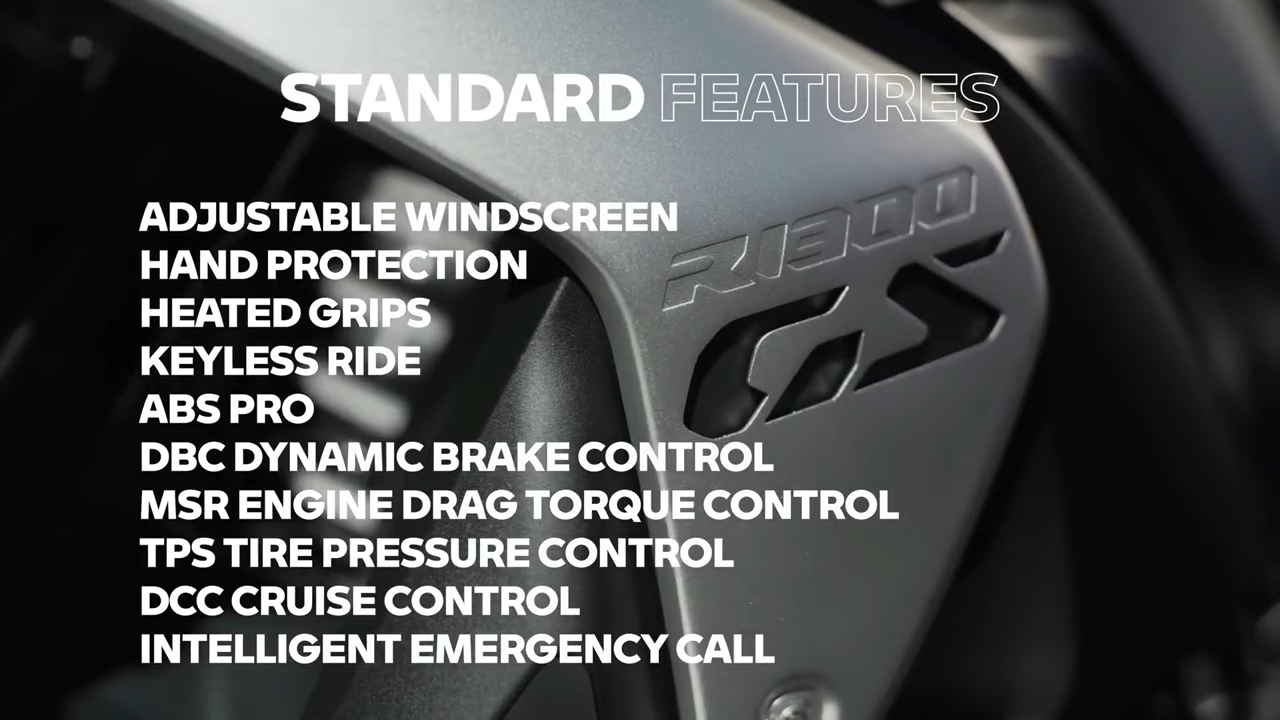 STANDARD FEATURES
ADJUSTABLE WINDSCREEN
HAND PROTECTION
HEATED GRIPS
KEYLESS RIDE
ABS PRO
DBC DYNAMIC BRAKE CONTROL
MSR ENGINE DRAG TORQUE CONTROL
TPS TIRE PRESSURE CONTROL
DCC CRUISE CONTROL
INTELLIGENT EMERGENCY CALL
R1300
GS